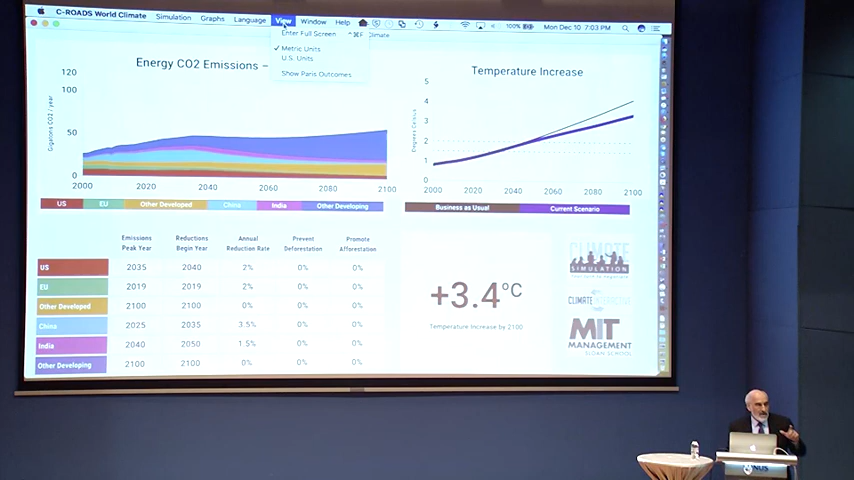 C-ROADS World Climate Simulation Graphs Language View Window Help 100% Mon Dec 10 7:03 PM
Enter Full Screen ^⌘F
Climate
✓ Metric Units
U.S. Units
Show Paris Outcomes
Energy CO2 Emissions –
Gigatons CO2 / year
120
100
50
0
2000 2020 2040 2060 2080 2100
US EU Other Developed China India Other Developing
Temperature Increase
Degrees Celsius
5
4
3
2
1
0
2000 2020 2040 2060 2080 2100
Business as Usual Current Scenario
Emissions Peak Year
Reductions Begin Year
Annual Reduction Rate
Prevent Deforestation
Promote Afforestation
US 2035 2040 2% 0% 0%
EU 2019 2019 2% 0% 0%
Other Developed 2100 2100 0% 0% 0%
China 2025 2035 3.5% 0% 0%
India 2040 2050 1.5% 0% 0%
Other Developing 2100 2100 0% 0% 0%
+3.4°C
Temperature Increase by 2100
CLIMATE
SIMULATION
CLIMATE INTERACTIVE
MIT
MANAGEMENT
SLOAN SCHOOL
NUS